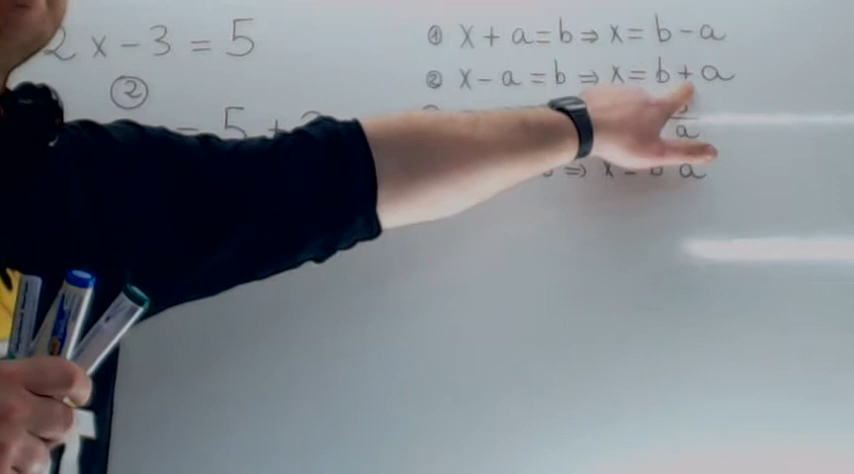 2x-3=5
②
= 5 +
① x+a=b⇒x=b-a
② x-a=b⇒x=b+a
a
⇒ x = b a